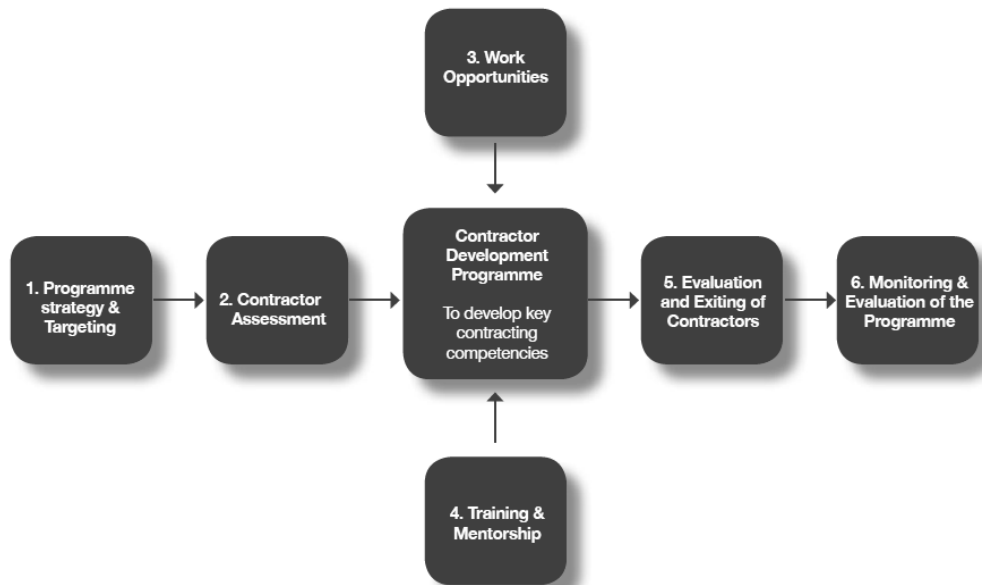 3. Work
Opportunities
1. Programme
strategy &
Targeting
2. Contractor
Assessment
Contractor
Development
Programme
To develop key
contracting
competencies
5. Evaluation
and Exiting of
Contractors
6. Monitoring &
Evaluation of the
Programme
4. Training &
Mentorship